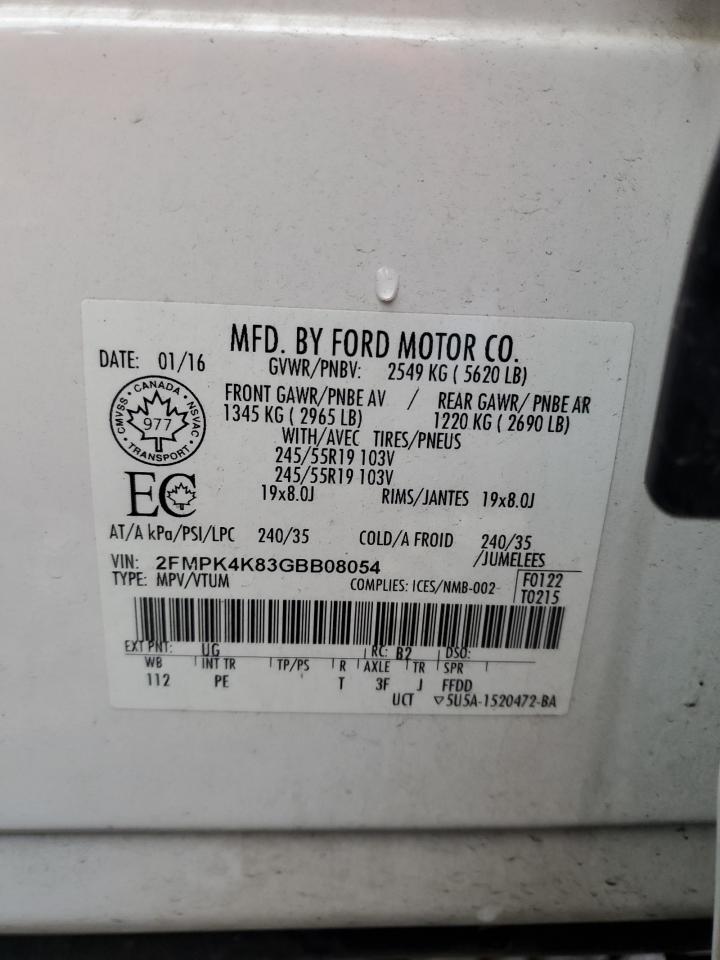 MFD. BY FORD MOTOR CO.
DATE: 01/16
GVWR/PNBV: 2549 KG ( 5620 LB)
FRONT GAWR/PNBE AV / REAR GAWR/ PNBE AR
1345 KG ( 2965 LB) 1220 KG ( 2690 LB)
WITH/AVEC TIRES/PNEUS
245/55R19 103V
245/55R19 103V
19x8.0J RIMS/JANTES 19x8.0J
CANADA
CMVSS NSVAC
977
TRANSPORT
EC
AT/A kPa/PSI/LPC 240/35 COLD/A FROID 240/35
/JUMELEES
VIN: 2FMPK4K83GBB08054
TYPE: MPV/VTUM COMPLIES: ICES/NMB-002
F0122
T0215
EXT PNT: UG RC: B2 DSO:
WB INT TR TP/PS R AXLE TR SPR
112 PE T 3F J FFDD
UCT ▽5U5A-1520472-BA